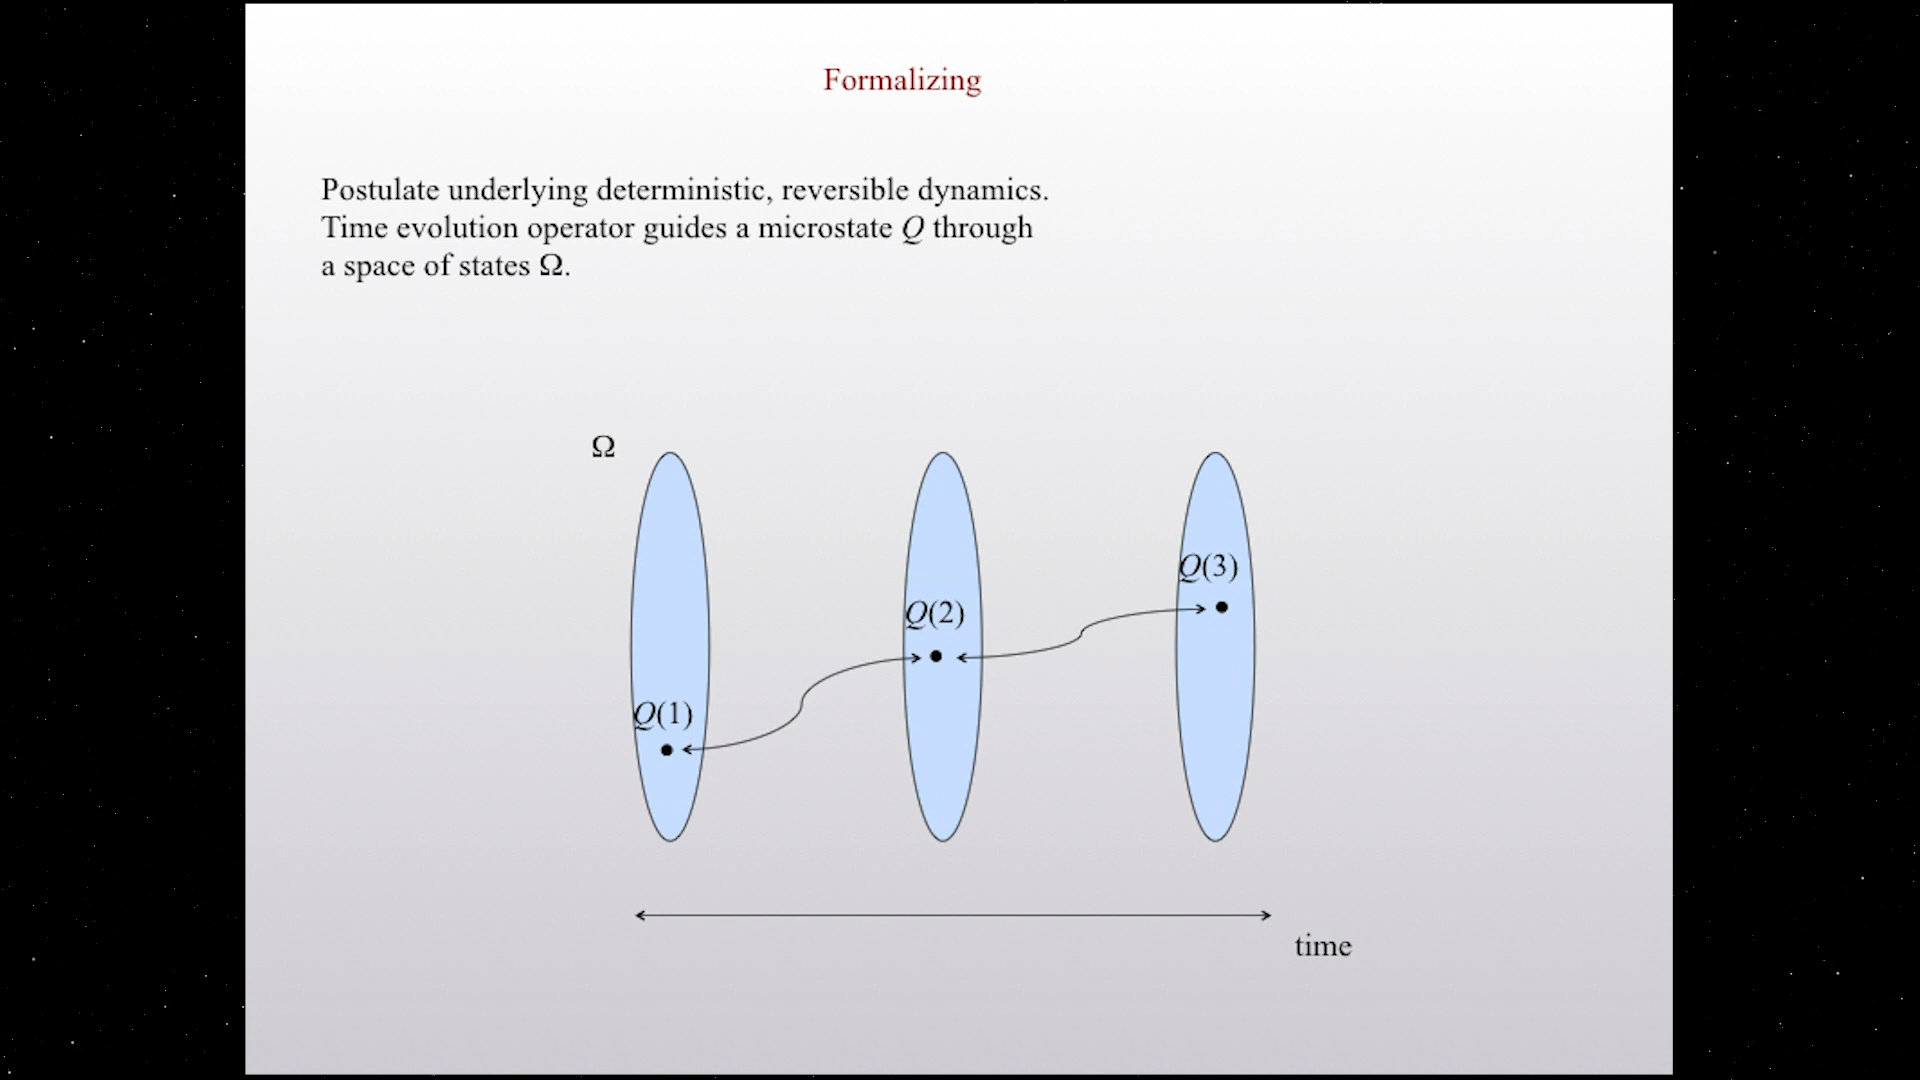 Formalizing
Postulate underlying deterministic, reversible dynamics.
Time evolution operator guides a microstate Q through
a space of states Ω.
Ω
Q(3)
Q(2)
Q(1)
time